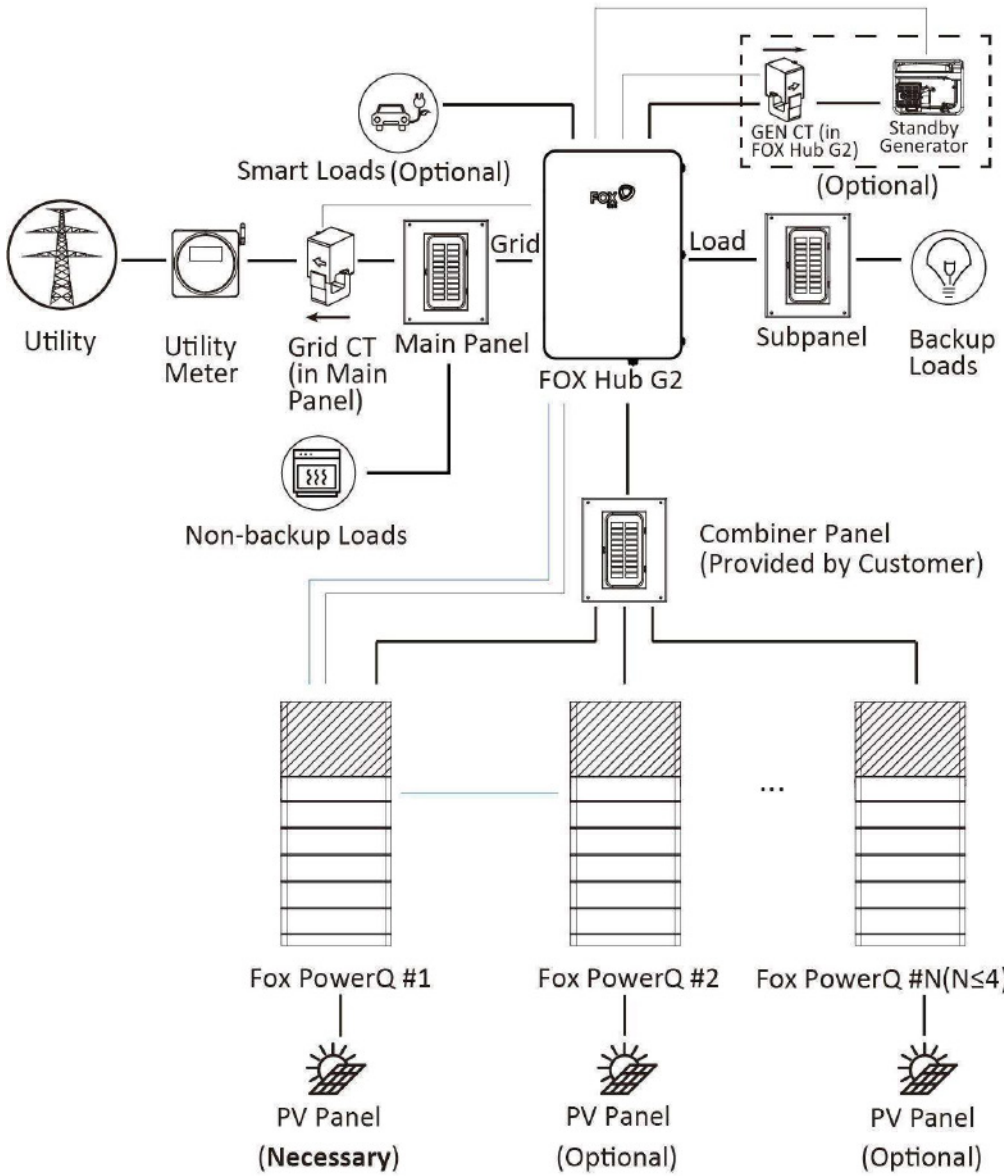 GEN CT (in
FOX Hub G2)
Standby
Generator
(Optional)
Smart Loads (Optional)
FOX
Grid
Load
Utility
Utility
Meter
Grid CT
(in Main
Panel)
Main Panel
FOX Hub G2
Subpanel
Backup
Loads
Non-backup Loads
Combiner Panel
(Provided by Customer)
...
Fox PowerQ #1
Fox PowerQ #2
Fox PowerQ #N(N≤4)
PV Panel
(Necessary)
PV Panel
(Optional)
PV Panel
(Optional)